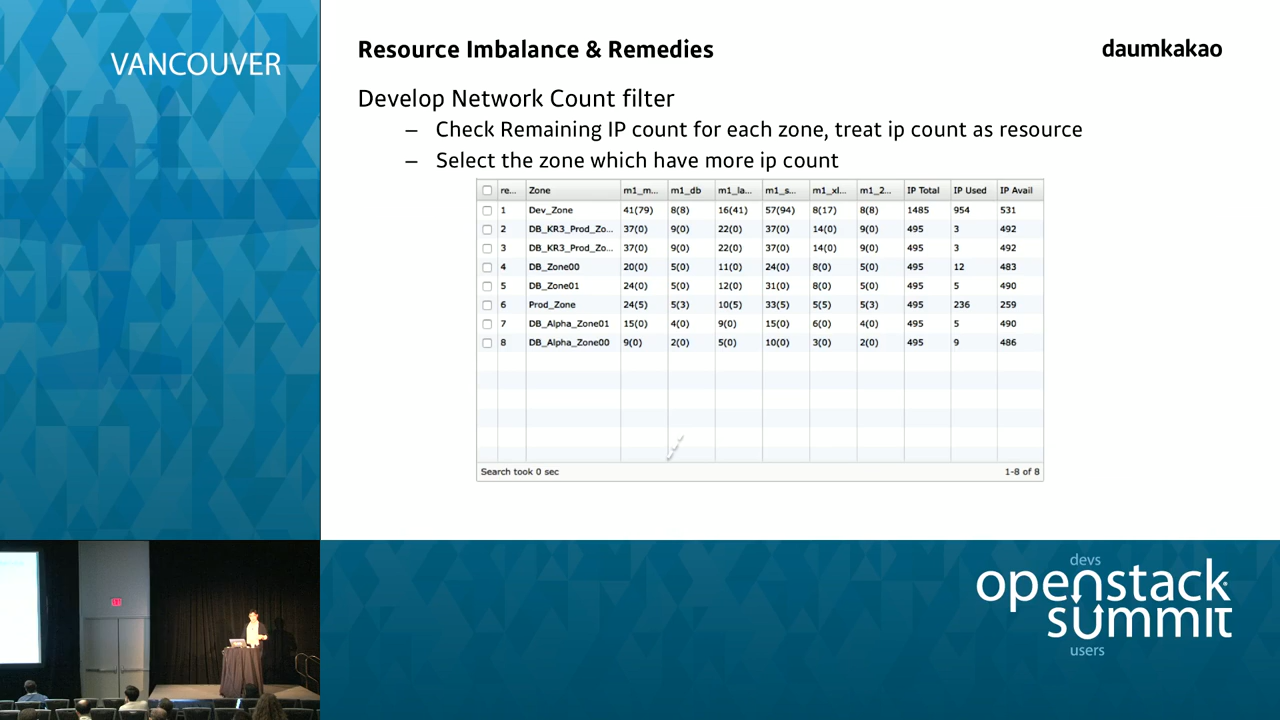 VANCOUVER
Resource Imbalance & Remedies
daumkakao
Develop Network Count filter
– Check Remaining IP count for each zone, treat ip count as resource
– Select the zone which have more ip count
re... Zone m1_m... m1_db m1_la... m1_s... m1_xl... m1_2... IP Total IP Used IP Avail
1 Dev_Zone 41(79) 8(8) 16(41) 57(94) 8(17) 8(8) 1485 954 531
2 DB_KR3_Prod_Zo... 37(0) 9(0) 22(0) 37(0) 14(0) 9(0) 495 3 492
3 DB_KR3_Prod_Zo... 37(0) 9(0) 22(0) 37(0) 14(0) 9(0) 495 3 492
4 DB_Zone00 20(0) 5(0) 11(0) 24(0) 8(0) 5(0) 495 12 483
5 DB_Zone01 24(0) 5(0) 12(0) 31(0) 8(0) 5(0) 495 5 490
6 Prod_Zone 24(5) 5(3) 10(5) 33(5) 5(5) 5(3) 495 236 259
7 DB_Alpha_Zone01 15(0) 4(0) 9(0) 15(0) 6(0) 4(0) 495 5 490
8 DB_Alpha_Zone00 9(0) 2(0) 5(0) 10(0) 3(0) 2(0) 495 9 486
Search took 0 sec 1-8 of 8
devs
openstack
summit
users